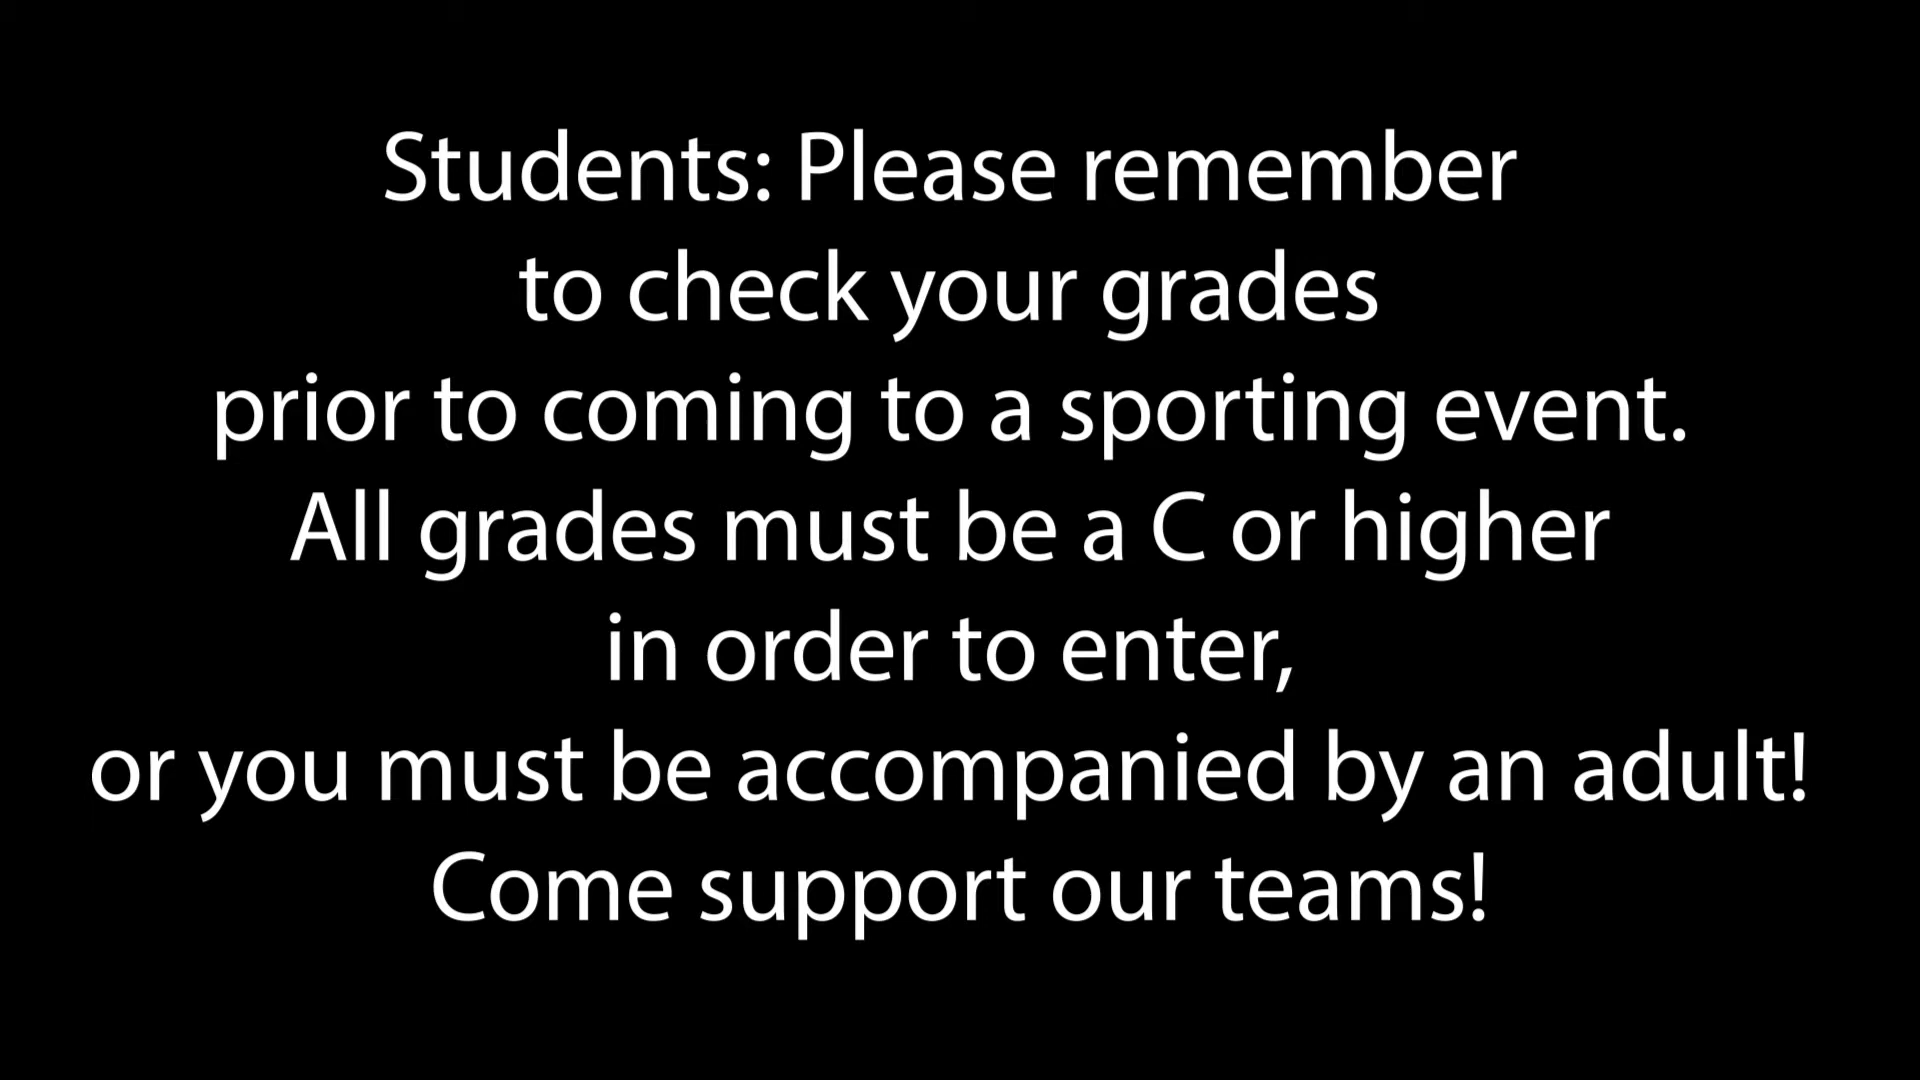 Students: Please remember
to check your grades
prior to coming to a sporting event.
All grades must be a C or higher
in order to enter,
or you must be accompanied by an adult!
Come support our teams!